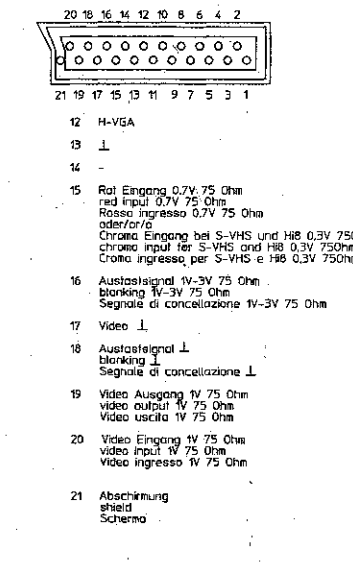 20 18 16 14 12 10 8 6 4 2
21 19 17 15 13 11 9 7 5 3 1
12 H-VGA
13 ⊥
14 -
15 Rot Eingang 0.7V 75 Ohm
red input 0.7V 75 Ohm
Rosso ingresso 0.7V 75 Ohm
oder/or/o
Chroma Eingang bei S-VHS und Hi8 0,3V 75O
chroma input for S-VHS and Hi8 0,3V 75Ohm
Croma ingresso per S-VHS e Hi8 0,3V 75Ohm
16 Austastsignal 1V-3V 75 Ohm
blanking 1V-3V 75 Ohm
Segnale di concellazione 1V-3V 75 Ohm
17 Video ⊥
18 Austastsignal ⊥
blanking ⊥
Segnale di concellazione ⊥
19 Video Ausgang 1V 75 Ohm
video output 1V 75 Ohm
Video uscita 1V 75 Ohm
20 Video Eingang 1V 75 Ohm
video input 1V 75 Ohm
Video ingresso 1V 75 Ohm
21 Abschirmung
shield
Schermo